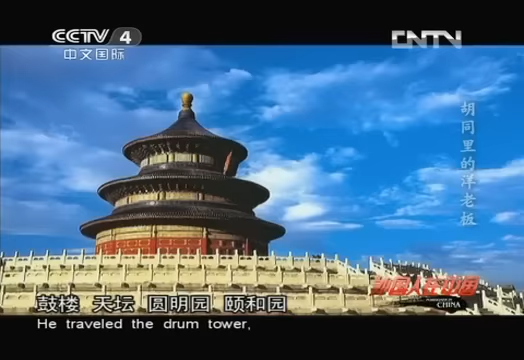 CCTV 4
中文国际
CNTV
胡同里的洋老板
外国人在中国
CHINA
鼓楼 天坛 圆明园 颐和园
He traveled the drum tower,